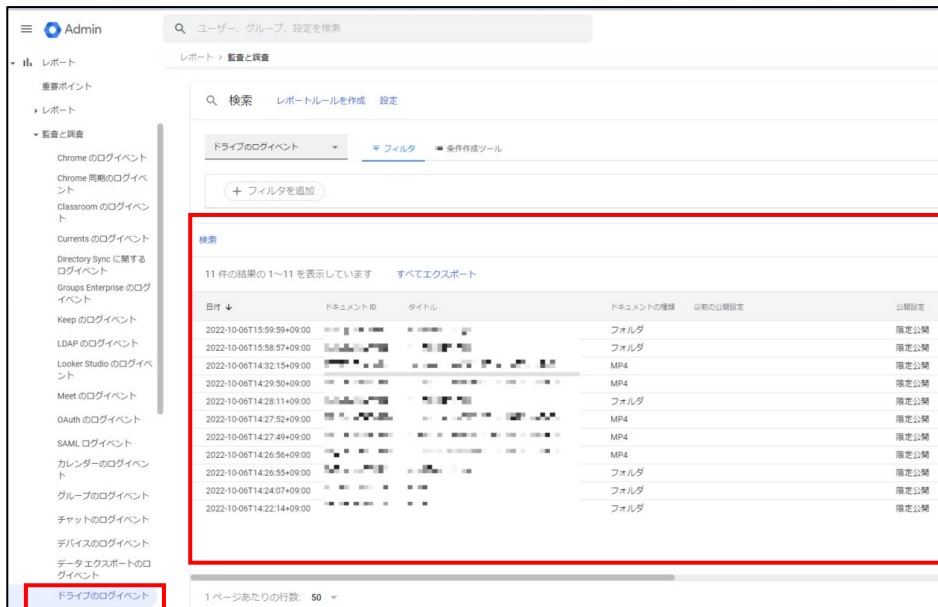 Admin
ユーザー、グループ、設定を検索
レポート
重要ポイント
レポート
監査と調査
Chrome のログイベント
Chrome 同期のログイベ
ント
Classroom のログイベン
ト
Currents のログイベント
Directory Sync に関する
ログイベント
Groups Enterprise のログ
イベント
Keep のログイベント
LDAP のログイベント
Looker Studio のログイベ
ント
Meet のログイベント
OAuth のログイベント
SAML ログイベント
カレンダーのログイベン
ト
グループのログイベント
チャットのログイベント
デバイスのログイベント
データ エクスポートのロ
グイベント
ドライブのログイベント
レポート > 監査と調査
検索 レポートルールを作成 設定
ドライブのログイベント フィルタ 条件作成ツール
+ フィルタを追加
検索
11 件の結果の 1～11 を表示しています すべてエクスポート
日付 ↓ ドキュメント ID タイトル ドキュメントの種類 以前の公開設定 公開設定
2022-10-06T15:59:59+09:00 フォルダ 限定公開
2022-10-06T15:58:57+09:00 フォルダ 限定公開
2022-10-06T14:32:15+09:00 MP4 限定公開
2022-10-06T14:29:50+09:00 MP4 限定公開
2022-10-06T14:28:11+09:00 フォルダ 限定公開
2022-10-06T14:27:52+09:00 MP4 限定公開
2022-10-06T14:27:49+09:00 MP4 限定公開
2022-10-06T14:26:56+09:00 MP4 限定公開
2022-10-06T14:26:55+09:00 フォルダ 限定公開
2022-10-06T14:24:07+09:00 フォルダ 限定公開
2022-10-06T14:22:14+09:00 フォルダ 限定公開
1 ページあたりの行数: 50